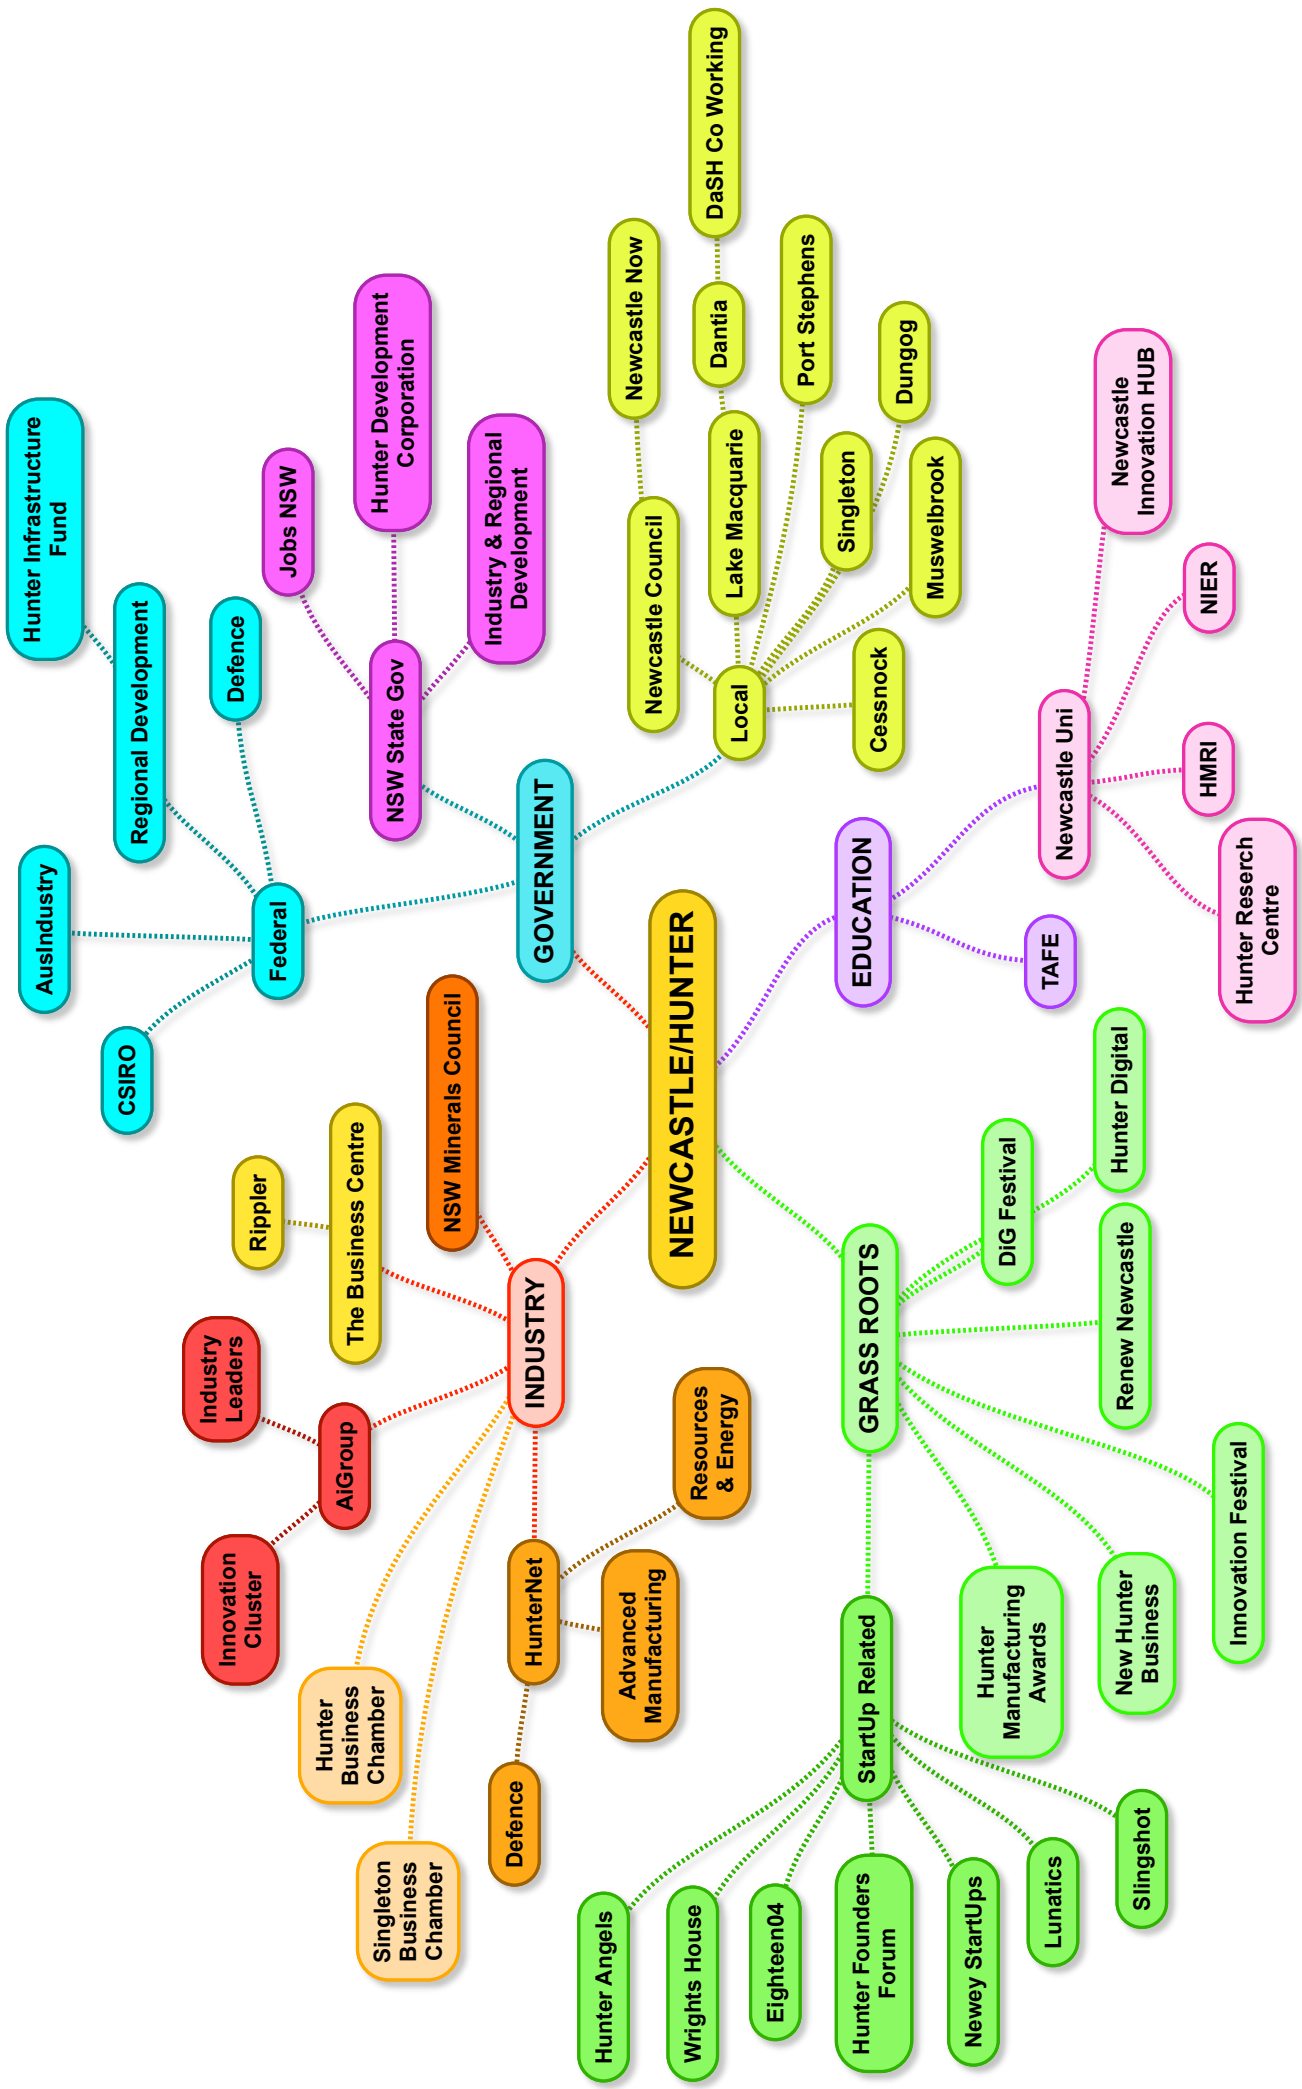 NEWCASTLE/HUNTER
GOVERNMENT
Federal
CSIRO
AusIndustry
Regional Development
Hunter Infrastructure
Fund
Defence
NSW State Gov
Jobs NSW
Hunter Development
Corporation
Industry & Regional
Development
Local
Newcastle Council
Newcastle Now
Lake Macquarie
Dantia
DaSH Co Working
Port Stephens
Singleton
Dungog
Muswelbrook
Cessnock
EDUCATION
Newcastle Uni
Newcastle
Innovation HUB
NIER
HMRI
Hunter Reserch
Centre
TAFE
INDUSTRY
NSW Minerals Council
The Business Centre
Rippler
AiGroup
Industry
Leaders
Innovation
Cluster
Hunter
Business
Chamber
Singleton
Business
Chamber
HunterNet
Defence
Advanced
Manufacturing
Resources
& Energy
GRASS ROOTS
DiG Festival
Hunter Digital
Renew Newcastle
Innovation Festival
New Hunter
Business
Hunter
Manufacturing
Awards
StartUp Related
Hunter Angels
Wrights House
Eighteen04
Hunter Founders
Forum
Newey StartUps
Lunatics
Slingshot